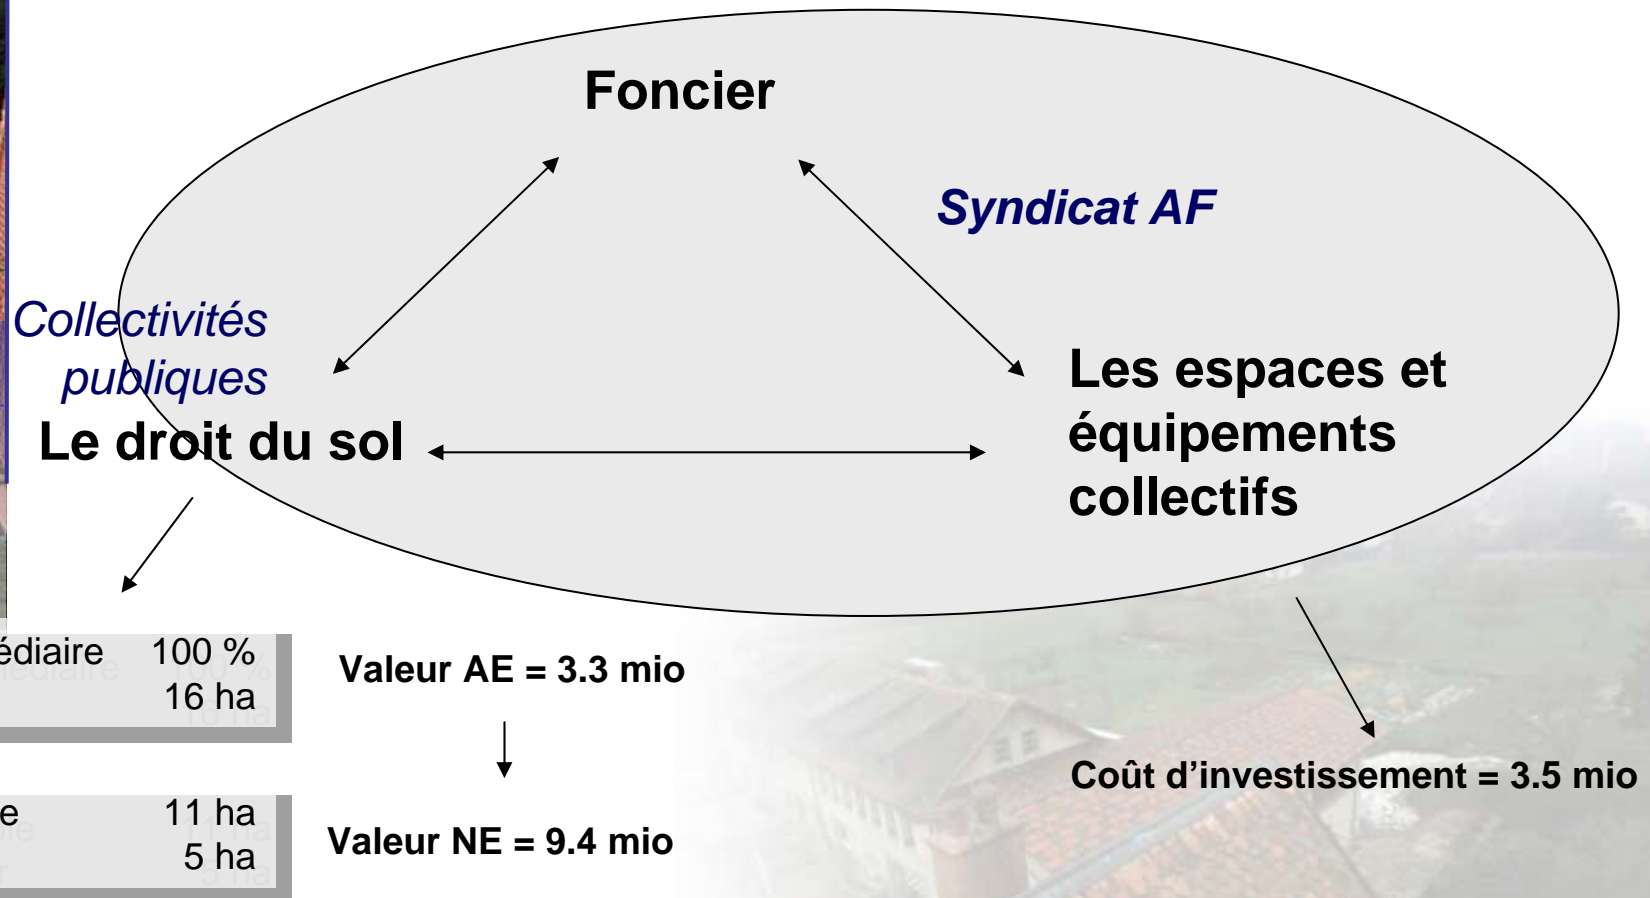 Foncier
Syndicat AF
Collectivités
publiques
Le droit du sol
Les espaces et
équipements
collectifs
100 %
16 ha
Valeur AE = 3.3 mio
Coût d’investissement = 3.5 mio
11 ha
5 ha
Valeur NE = 9.4 mio